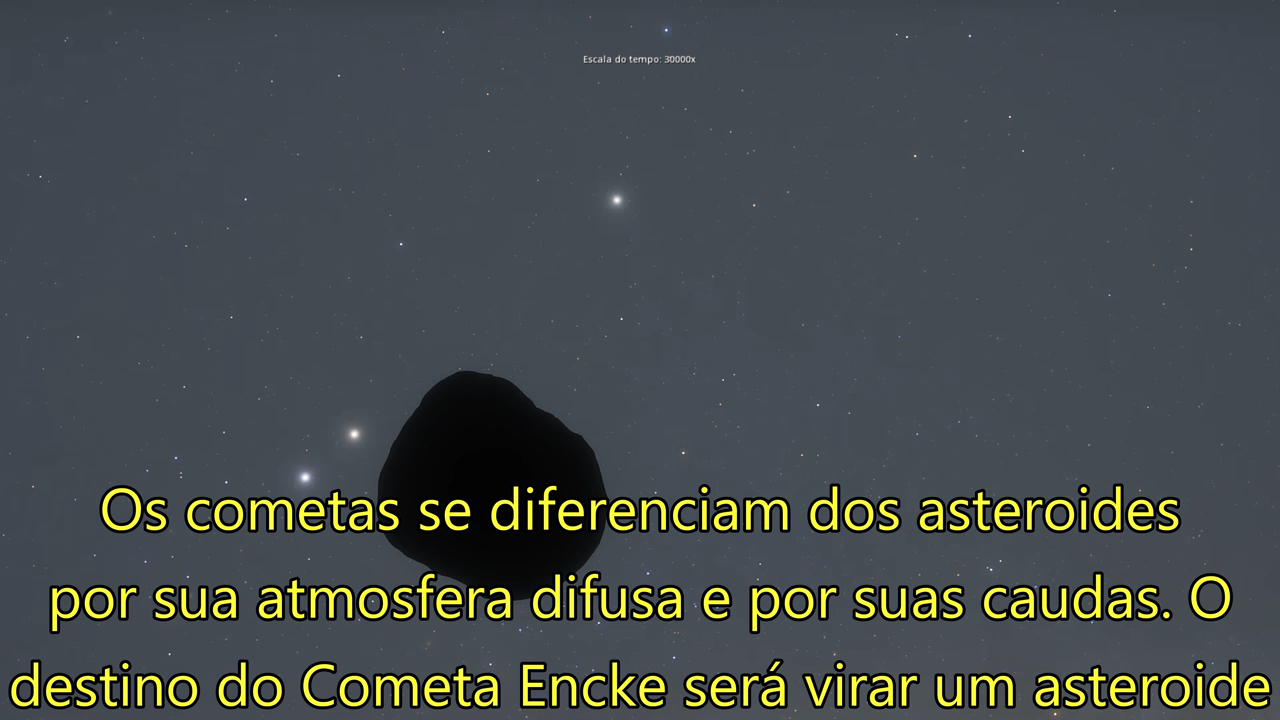 Escala do tempo: 30000x
Os cometas se diferenciam dos asteroides
por sua atmosfera difusa e por suas caudas. O
destino do Cometa Encke será virar um asteroide